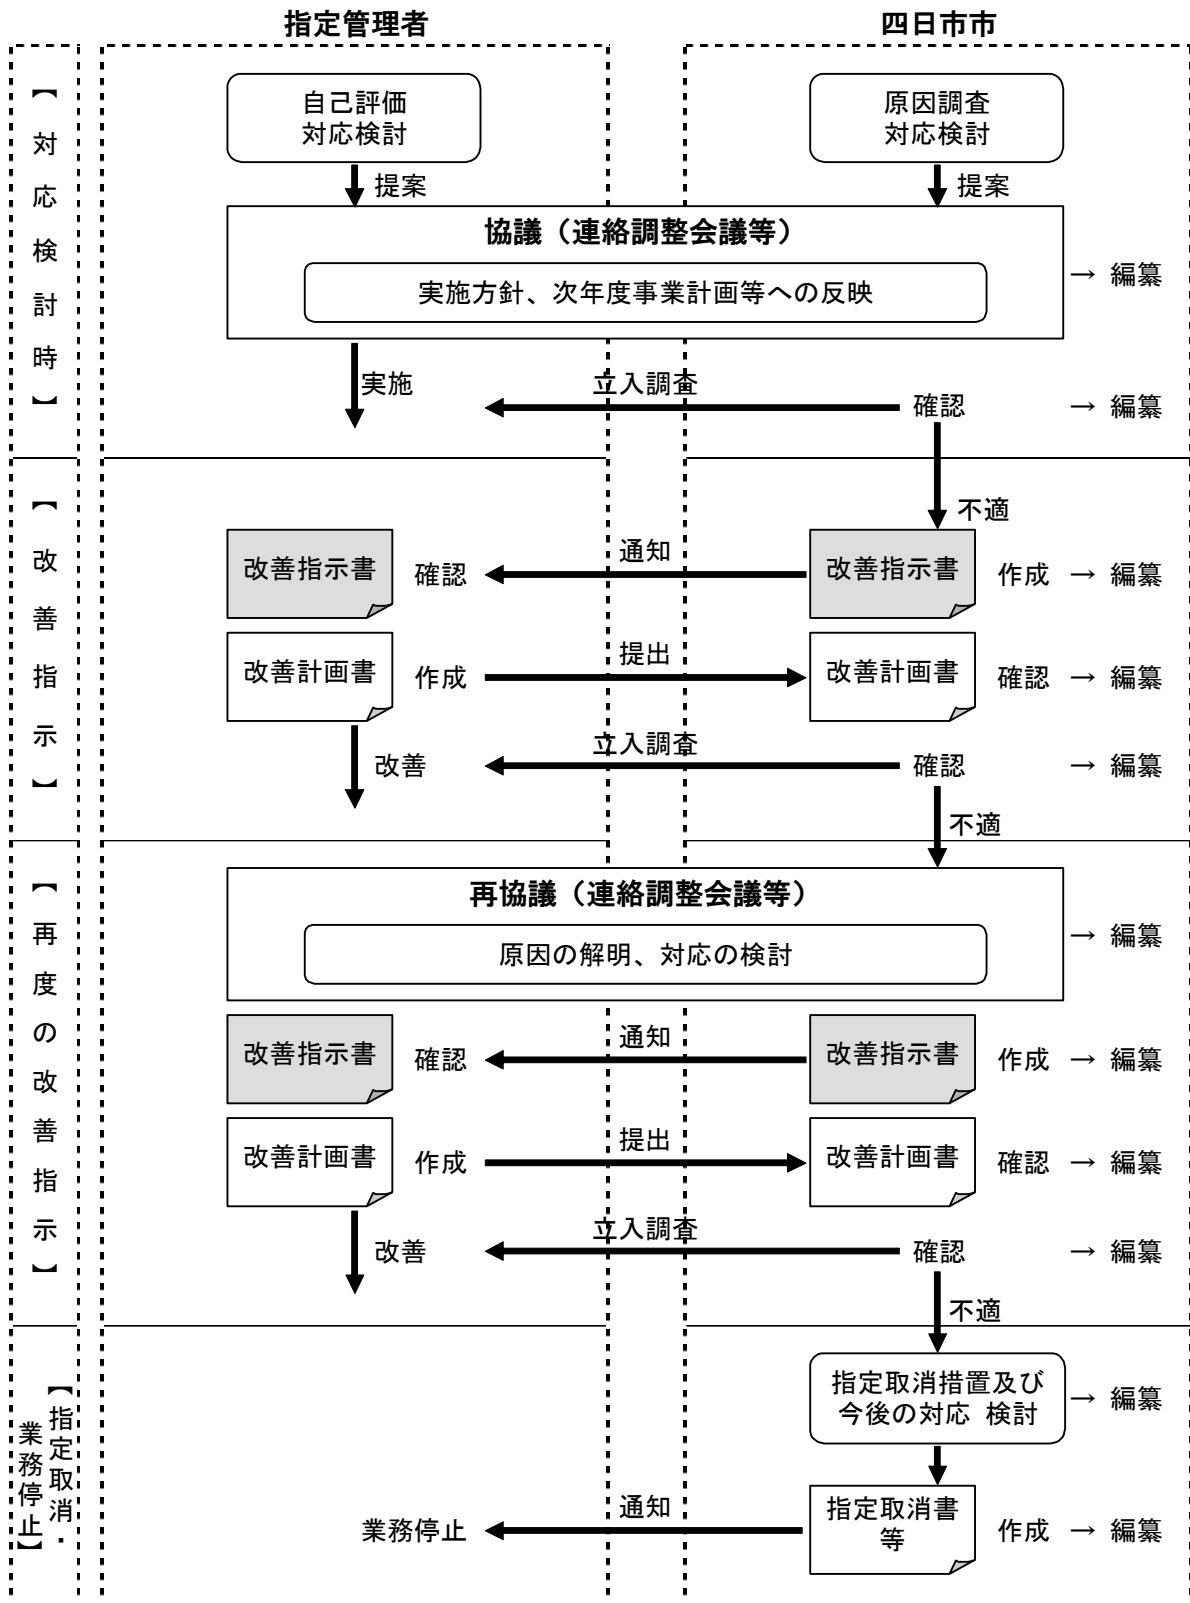 指定管理者
四日市市
【対応検討時】
自己評価
対応検討
原因調査
対応検討
提案
提案
協議（連絡調整会議等）
実施方針、次年度事業計画等への反映
→ 編纂
実施
立入調査
確認
→ 編纂
【改善指示】
不適
改善指示書
確認
通知
改善指示書
作成
→ 編纂
改善計画書
作成
提出
改善計画書
確認
→ 編纂
改善
立入調査
確認
→ 編纂
不適
【再度の改善指示】
再協議（連絡調整会議等）
原因の解明、対応の検討
→ 編纂
改善指示書
確認
通知
改善指示書
作成
→ 編纂
改善計画書
作成
提出
改善計画書
確認
→ 編纂
改善
立入調査
確認
→ 編纂
不適
【指定取消・
業務停止】
指定取消措置及び
今後の対応 検討
→ 編纂
業務停止
通知
指定取消書
等
作成
→ 編纂